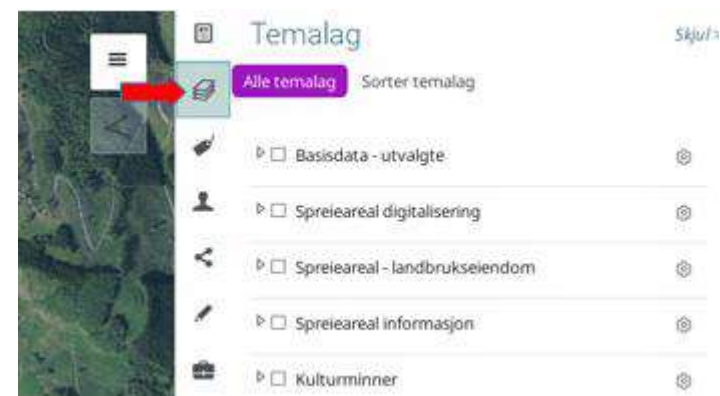 Temalag
Skjul
Alle temalag
Sorter temalag
Basisdata - utvalgte
Spreieareal digitalisering
Spreieareal - landbrukseiendom
Spreieareal informasjon
Kulturminner